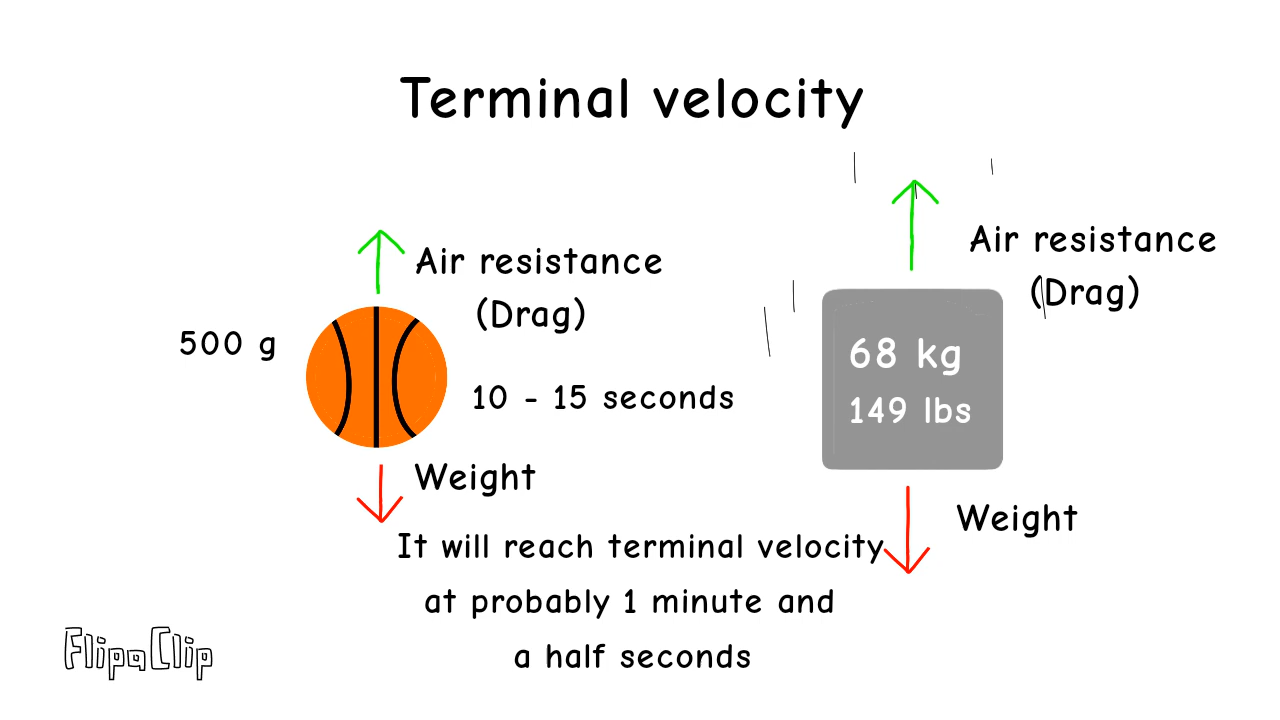 Terminal velocity
Air resistance
(Drag)
500 g
10 - 15 seconds
Weight
Air resistance
(Drag)
68 kg
149 lbs
Weight
It will reach terminal velocity
at probably 1 minute and
a half seconds
FlipaClip